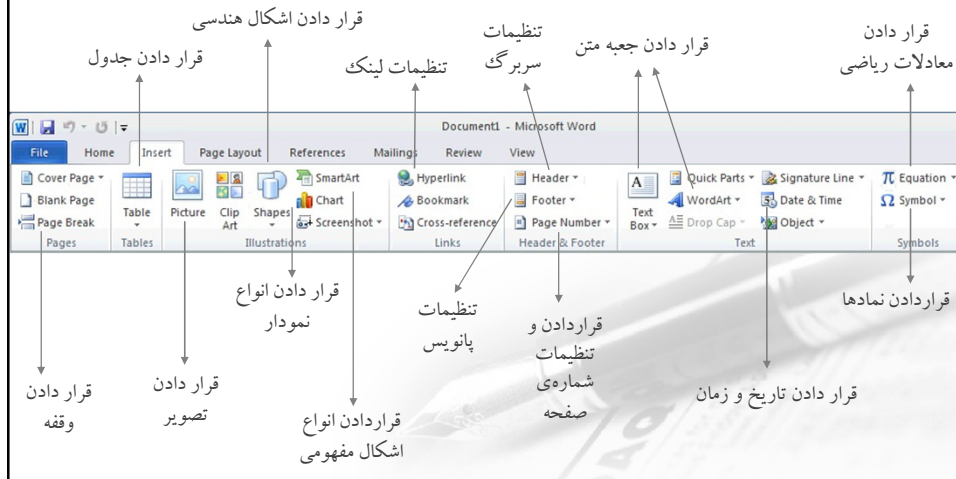 قرار دادن اشکال هندسی
قرار دادن جدول
تنظیمات لینک
تنظیمات
سربرگ
قرار دادن جعبه متن
قرار دادن
معادلات ریاضی
Document1 - Microsoft Word
File Home Insert Page Layout References Mailings Review View
Cover Page
Blank Page
Page Break
Pages
Table
Tables
Picture
Clip
Art
Shapes
SmartArt
Chart
Screenshot
Illustrations
Hyperlink
Bookmark
Cross-reference
Links
Header
Footer
Page Number
Header & Footer
Text
Box
Quick Parts
WordArt
Drop Cap
Signature Line
Date & Time
Object
Text
Equation
Symbol
Symbols
قرار دادن
وقفه
قرار دادن
تصویر
قرار دادن انواع
نمودار
قراردادن انواع
اشکال مفهومی
تنظیمات
پانویس
قراردادن و
تنظیمات
شماره‌ی
صفحه
قرار دادن تاریخ و زمان
قراردادن نمادها